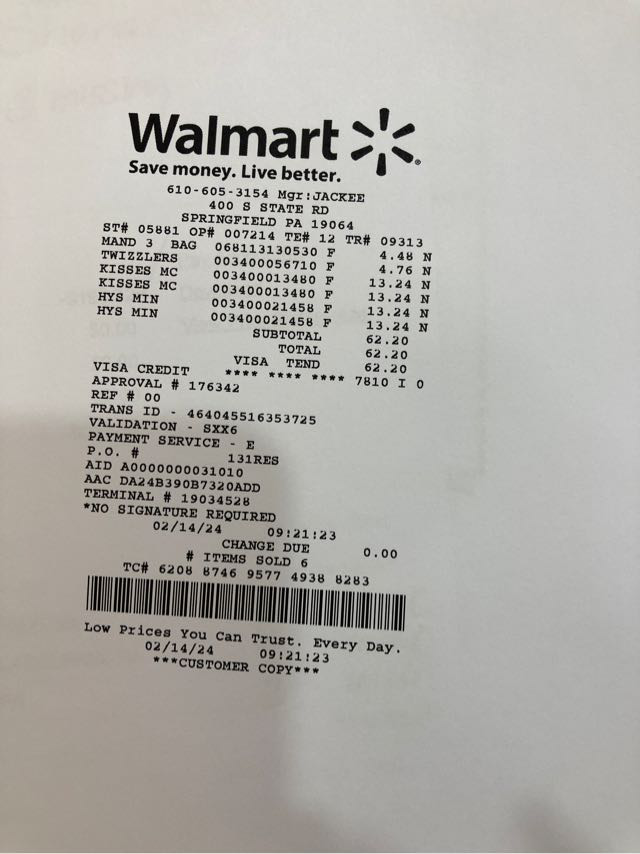 Walmart
Save money. Live better.
610-605-3154 Mgr:JACKEE
400 S STATE RD
SPRINGFIELD PA 19064
ST# 05881 OP# 007214 TE# 12 TR# 09313
MAND 3 BAG 068113130530 F 4.48 N
TWIZZLERS 003400056710 F 4.76 N
KISSES MC 003400013480 F 13.24 N
KISSES MC 003400013480 F 13.24 N
HYS MIN 003400021458 F 13.24 N
HYS MIN 003400021458 F 13.24 N
SUBTOTAL 62.20
TOTAL 62.20
VISA TEND 62.20
VISA CREDIT **** **** **** 7810 I 0
APPROVAL # 176342
REF # 00
TRANS ID - 464045516353725
VALIDATION - SXX6
PAYMENT SERVICE - E
P.O. # 131RES
AID A0000000031010
AAC DA24B390B7320ADD
TERMINAL # 19034528
*NO SIGNATURE REQUIRED
02/14/24 09:21:23
CHANGE DUE 0.00
# ITEMS SOLD 6
TC# 6208 8746 9577 4938 8283
Low Prices You Can Trust. Every Day.
02/14/24 09:21:23
***CUSTOMER COPY***